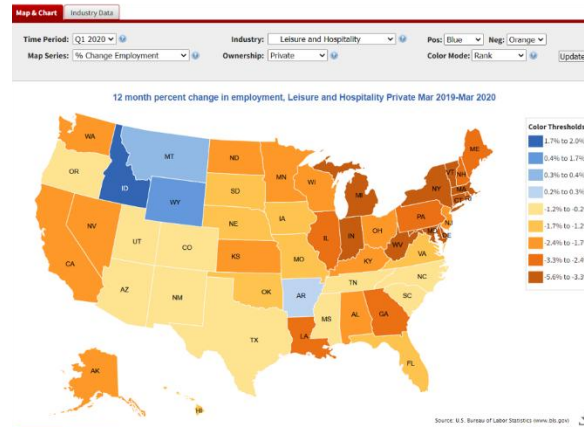 Map & Chart Industry Data
Time Period: Q1 2020 Industry: Leisure and Hospitality Pos: Blue Neg: Orange
Map Series: % Change Employment Ownership: Private Color Mode: Rank Update
12 month percent change in employment, Leisure and Hospitality Private Mar 2019-Mar 2020
Color Thresholds
1.7% to 2.0%
0.4% to 1.7%
0.3% to 0.4%
0.2% to 0.3%
-1.2% to -0.2
-1.7% to -1.2
-2.4% to -1.7
-3.3% to -2.4
-5.6% to -3.3
WA
MT
ND
MN
ME
OR
ID
WY
SD
WI
MI
NY
VT
NH
MA
CT
NV
UT
CO
NE
IA
IL
IN
OH
PA
NJ
CA
KS
MO
KY
WV
VA
DE
AZ
NM
OK
AR
TN
NC
SC
TX
LA
MS
AL
GA
FL
AK
HI
Source: U.S. Bureau of Labor Statistics (www.bls.gov)